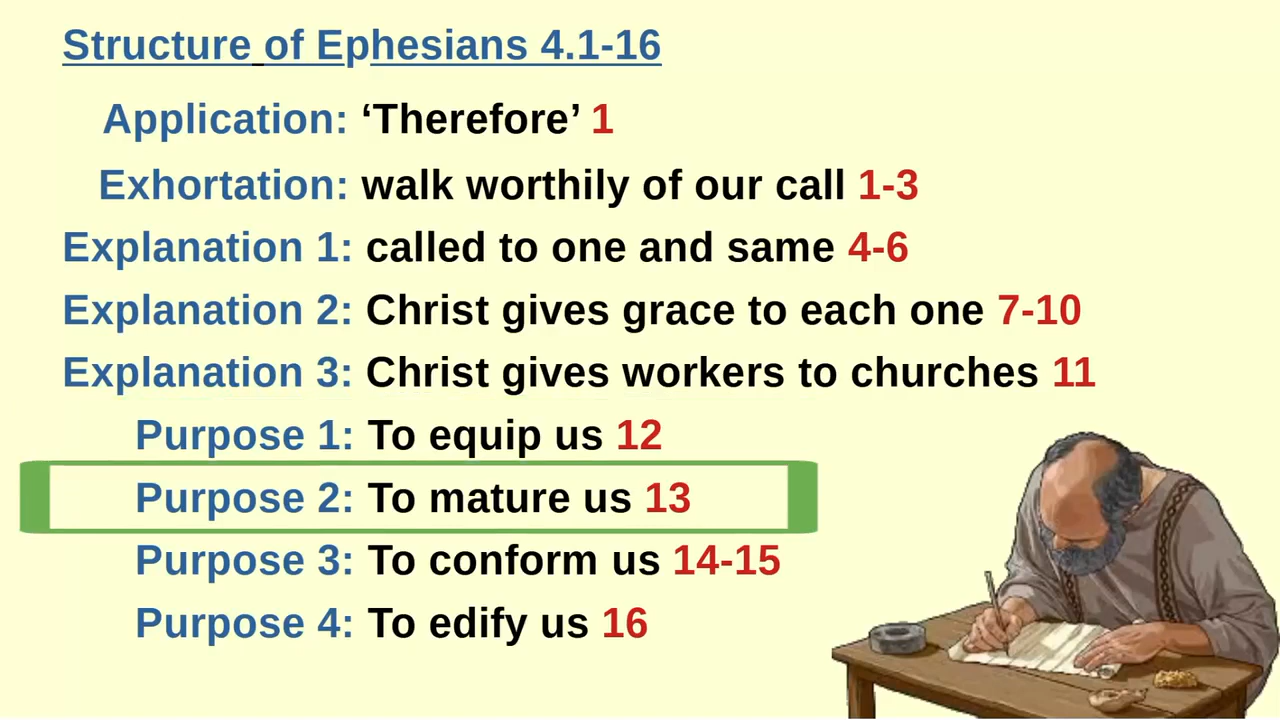 Structure of Ephesians 4.1-16
Application: ‘Therefore’ 1
Exhortation: walk worthily of our call 1-3
Explanation 1: called to one and same 4-6
Explanation 2: Christ gives grace to each one 7-10
Explanation 3: Christ gives workers to churches 11
Purpose 1: To equip us 12
Purpose 2: To mature us 13
Purpose 3: To conform us 14-15
Purpose 4: To edify us 16